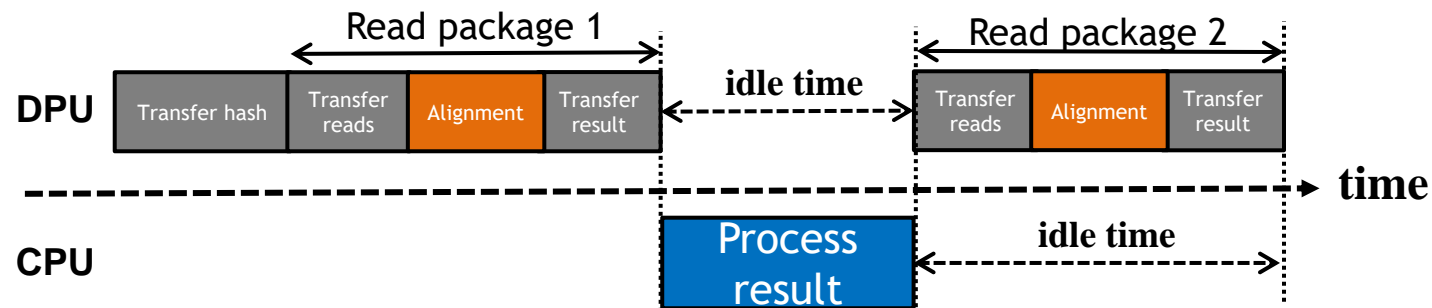 Read package 1
Read package 2
DPU
Transfer hash
Transfer
reads
Alignment
Transfer
result
idle time
Transfer
reads
Alignment
Transfer
result
time
CPU
Process
result
idle time